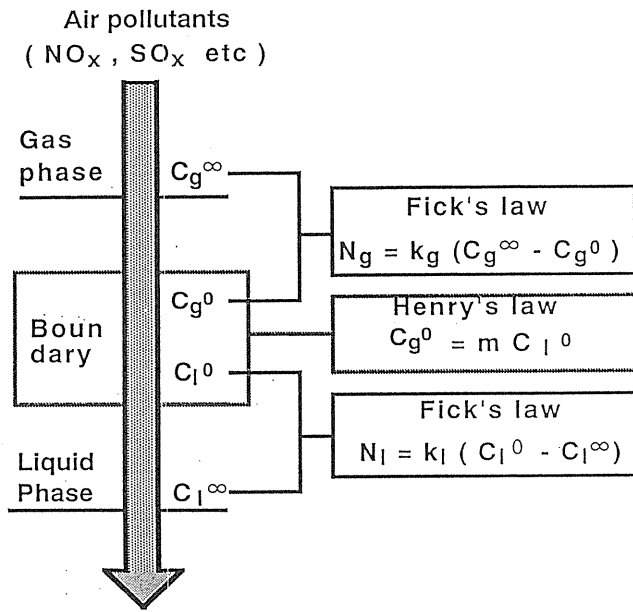 Air pollutants
( NOₓ , SOₓ etc )
Gas
phase
Cg∞
Fick's law
Ng = kg (Cg∞ - Cg⁰ )
Boun
dary
Cg⁰
Cl⁰
Henry's law
Cg⁰ = m Cl⁰
Fick's law
Nl = kl ( Cl⁰ - Cl∞)
Liquid
Phase
Cl∞